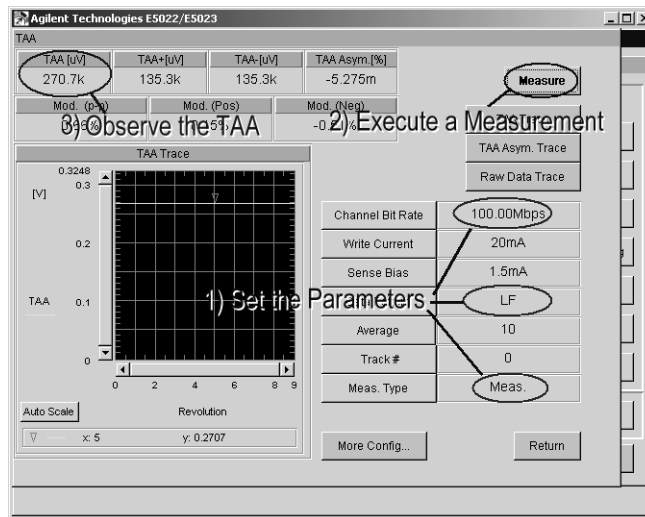 Agilent Technologies E5022/E5023
TAA
TAA [uV] TAA+[uV] TAA-[uV] TAA Asym.[%]
270.7k 135.3k 135.3k -5.275m
Measure
Mod. (p-p) Mod. (Pos) Mod. (Neg)
3) Observe the TAA
2) Execute a Measurement
TAA Trace
TAA Asym. Trace
Raw Data Trace
0.3248
[V]
0.3
0.2
TAA 0.1
0
0 2 4 6 8 9
Auto Scale Revolution
x: 5 y: 0.2707
Channel Bit Rate 100.00Mbps
Write Current 20mA
Sense Bias 1.5mA
1) Set the Parameters
LF
Average 10
Track # 0
Meas. Type Meas.
More Config... Return